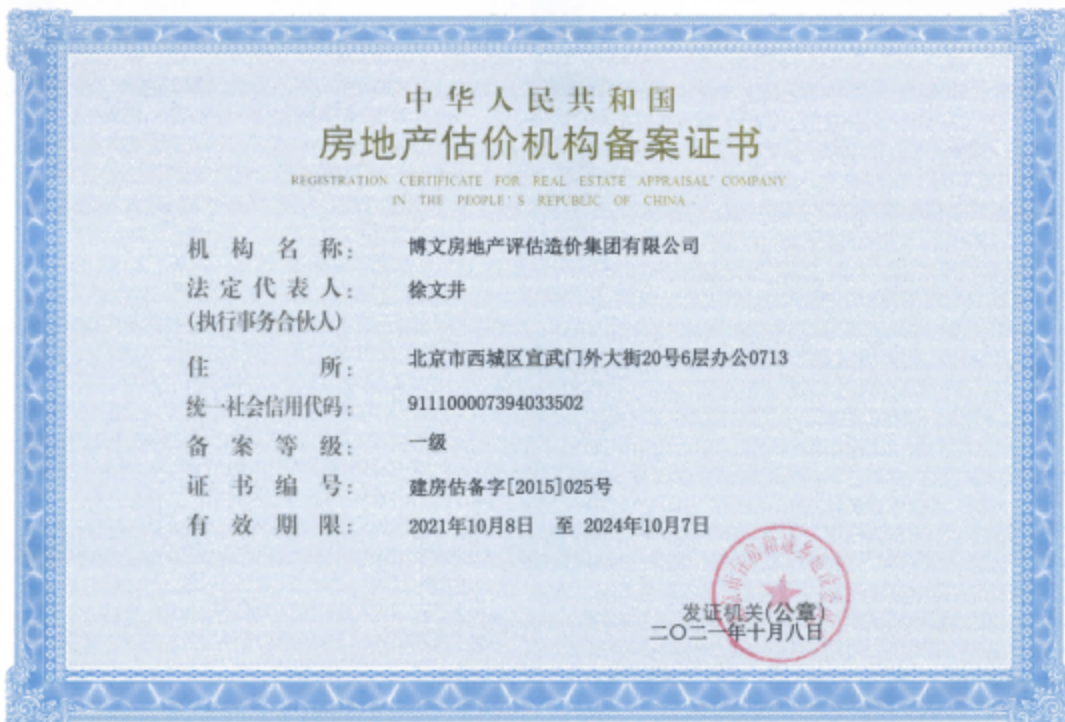 中华人民共和国
房地产估价机构备案证书
REGISTRATION CERTIFICATE FOR REAL ESTATE APPRAISAL COMPANY
IN THE PEOPLE'S REPUBLIC OF CHINA
机构名称: 博文房地产评估造价集团有限公司
法定代表人: 徐文井
(执行事务合伙人)
住所: 北京市西城区宣武门外大街20号6层办公0713
统一社会信用代码: 911100007394033502
备案等级: 一级
证书编号: 建房估备字[2015]025号
有效期限: 2021年10月8日 至 2024年10月7日
发证机关(公章)
二〇二一年十月八日